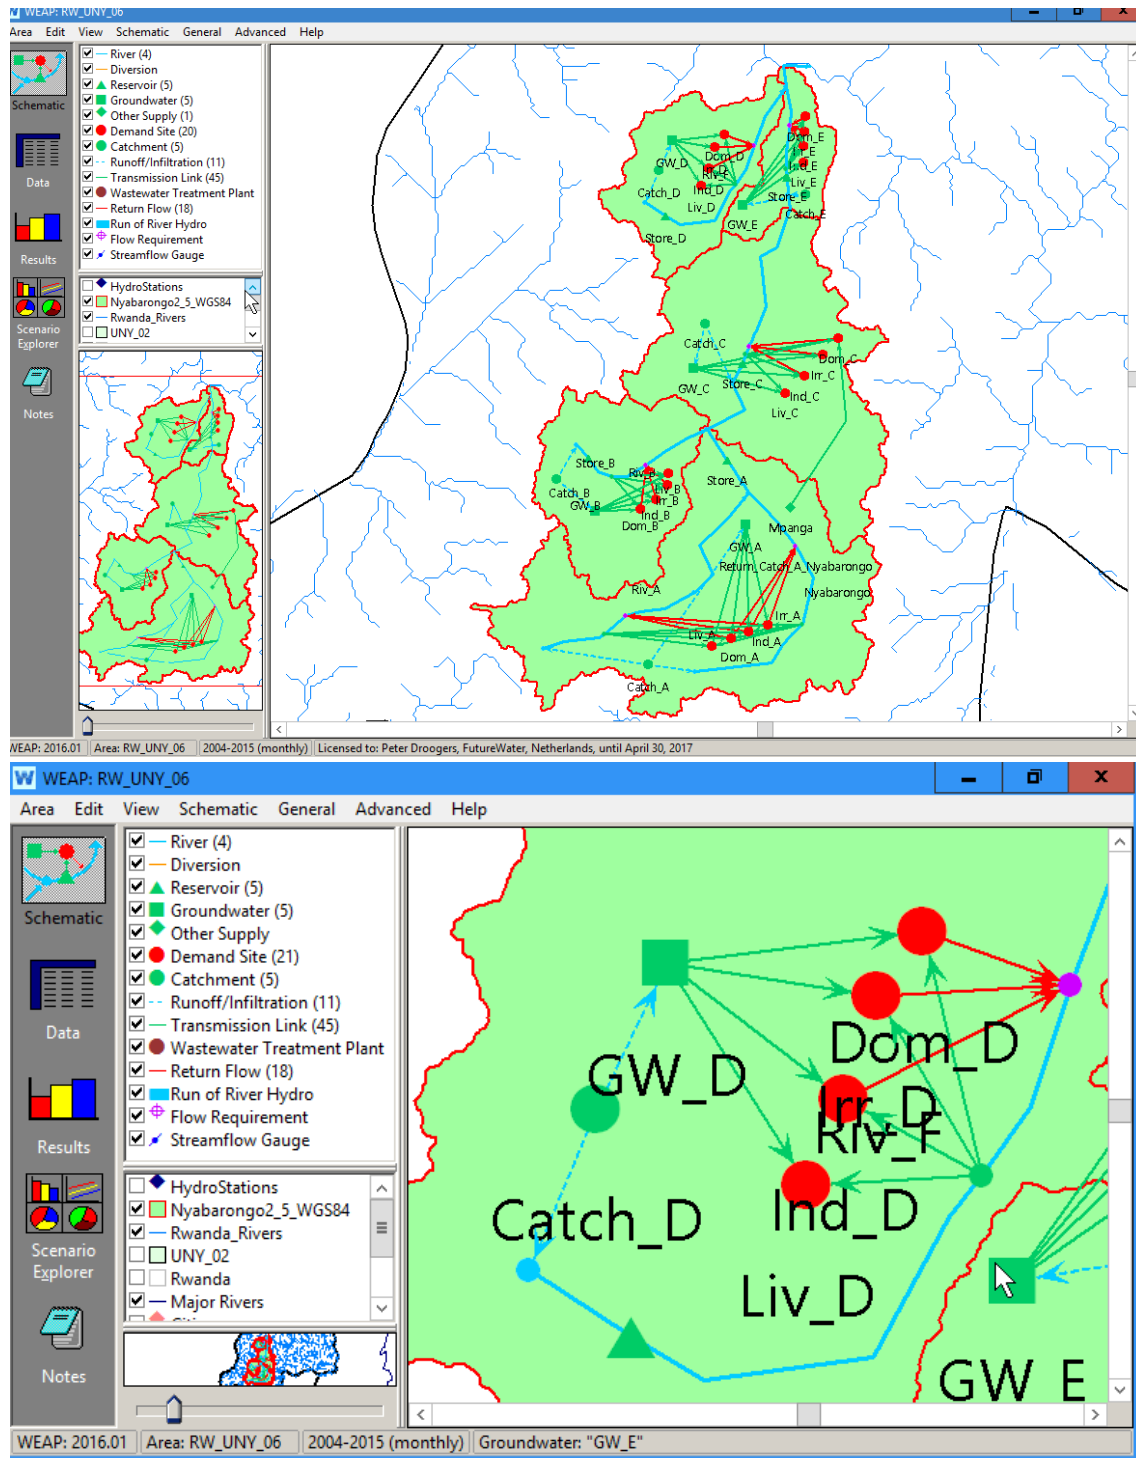 WEAP: RW_UNY_06
Area Edit View Schematic General Advanced Help
Schematic
Data
Results
Scenario
Explorer
Notes
River (4)
Diversion
Reservoir (5)
Groundwater (5)
Other Supply (1)
Demand Site (20)
Catchment (5)
Runoff/Infiltration (11)
Transmission Link (45)
Wastewater Treatment Plant
Return Flow (18)
Run of River Hydro
Flow Requirement
Streamflow Gauge
HydroStations
Nyabarongo2_5_WGS84
Rwanda_Rivers
UNY_02
Dom_E
Irr_E
Ind_E
Liv_E
Store_E
Catch_E
GW_E
GW_D
Dom_D
Irr_D
Riv_F
Ind_D
Catch_D
Liv_D
Store_D
Catch_C
Dom_C
GW_C
Store_C
Irr_C
Ind_C
Liv_C
Store_B
Riv_B
Catch_B
Liv_B
Irr_B
GW_B
Ind_B
Dom_B
Store_A
Mpanga
GW_A
Return_Catch_A_Nyabarongo
Riv_A
Nyabarongo
Irr_A
Liv_A
Ind_A
Dom_A
Catch_A
WEAP: 2016.01 Area: RW_UNY_06 2004-2015 (monthly) Licensed to: Peter Droogers, FutureWater, Netherlands, until April 30, 2017
W WEAP: RW_UNY_06
Area Edit View Schematic General Advanced Help
Schematic
Data
Results
Scenario
Explorer
Notes
River (4)
Diversion
Reservoir (5)
Groundwater (5)
Other Supply
Demand Site (21)
Catchment (5)
Runoff/Infiltration (11)
Transmission Link (45)
Wastewater Treatment Plant
Return Flow (18)
Run of River Hydro
Flow Requirement
Streamflow Gauge
HydroStations
Nyabarongo2_5_WGS84
Rwanda_Rivers
UNY_02
Rwanda
Major Rivers
Dom_D
GW_D
Irr_D
Riv_F
Catch_D
Ind_D
Liv_D
GW_E
WEAP: 2016.01 Area: RW_UNY_06 2004-2015 (monthly) Groundwater: "GW_E"